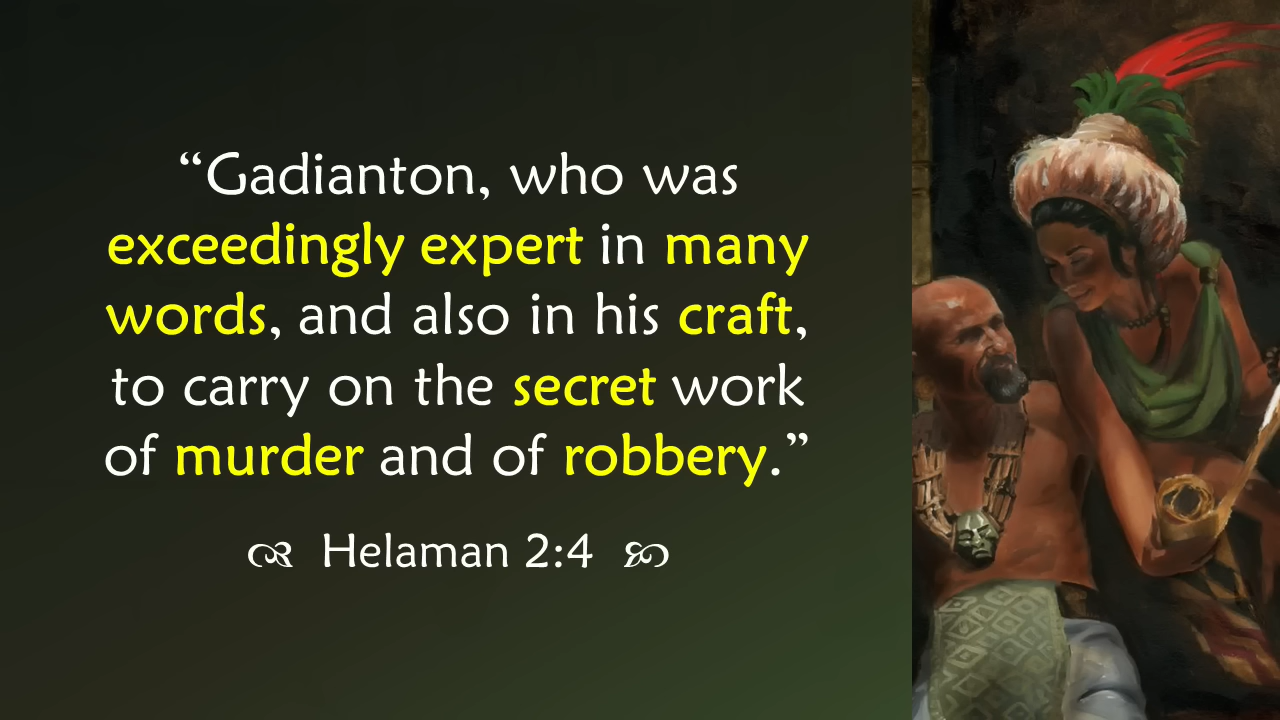 “Gadianton, who was
exceedingly expert in many
words, and also in his craft,
to carry on the secret work
of murder and of robbery.”
Helaman 2:4